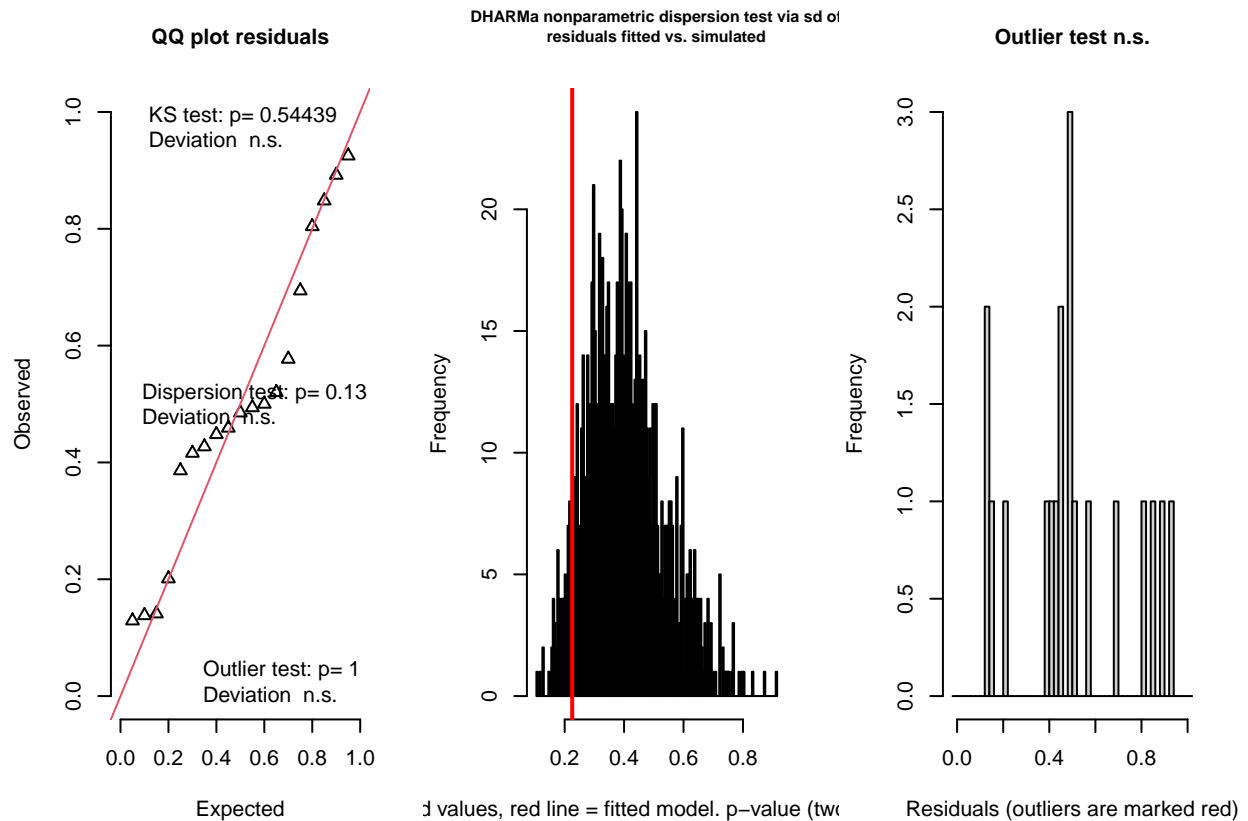 QQ plot residuals
KS test: p= 0.54439
Deviation  n.s.
Dispersion test: p= 0.13
Deviation  n.s.
Outlier test: p= 1
Deviation  n.s.
Observed
0.0 0.2 0.4 0.6 0.8 1.0
0.0 0.2 0.4 0.6 0.8 1.0
Expected
DHARMa nonparametric dispersion test via sd of
residuals fitted vs. simulated
Frequency
0 5 10 15 20
0.2 0.4 0.6 0.8
d values, red line = fitted model. p−value (two
Outlier test n.s.
Frequency
0.0 0.5 1.0 1.5 2.0 2.5 3.0
0.0 0.4 0.8
Residuals (outliers are marked red)